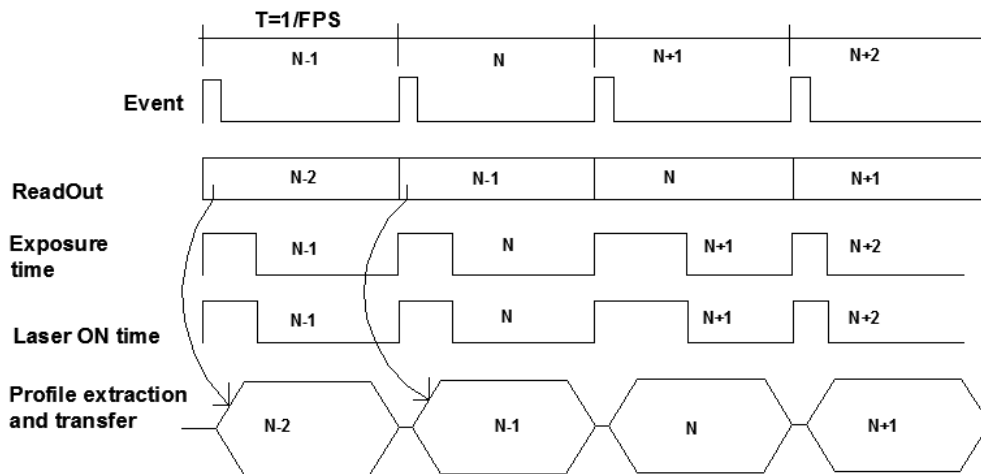 T=1/FPS
N-1 N N+1 N+2
Event
ReadOut N-2 N-1 N N+1
Exposure
time N-1 N N+1 N+2
Laser ON time N-1 N N+1 N+2
Profile extraction
and transfer N-2 N-1 N N+1